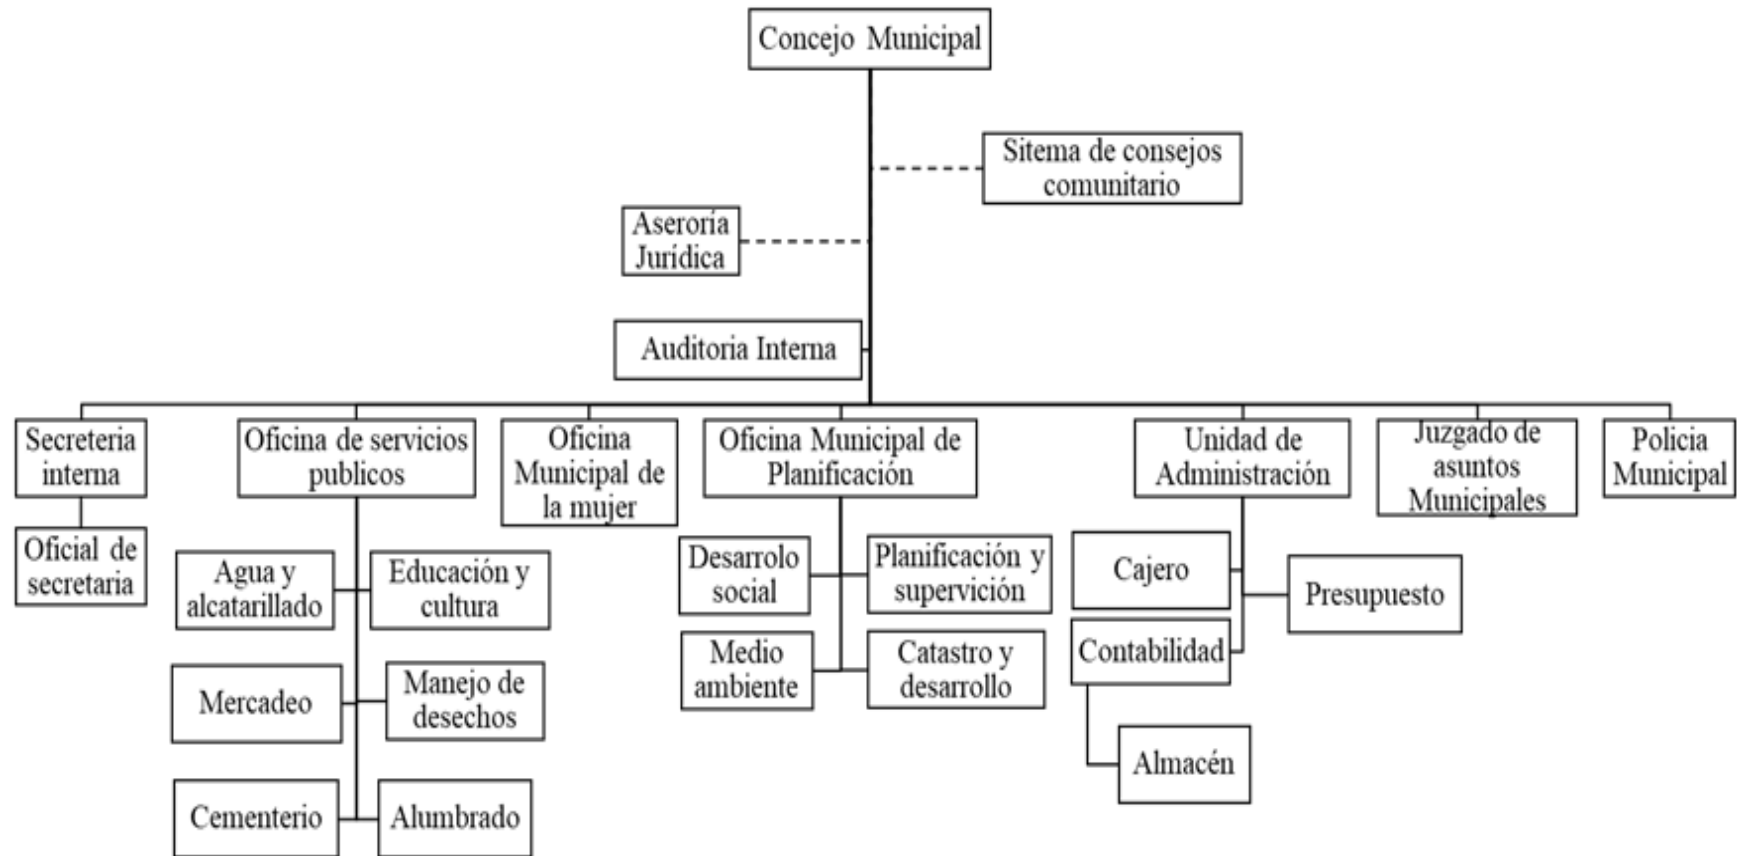 Concejo Municipal
Sitema de consejos
comunitario
Aseroría
Jurídica
Auditoria Interna
Secreteria
interna
Oficina de servicios
publicos
Oficina
Municipal de
la mujer
Oficina Municipal de
Planificación
Unidad de
Administración
Juzgado de
asuntos
Municipales
Policia
Municipal
Oficial de
secretaria
Agua y
alcatarillado
Educación y
cultura
Desarrolo
social
Planificación y
supervición
Cajero
Presupuesto
Mercadeo
Manejo de
desechos
Medio
ambiente
Catastro y
desarrollo
Contabilidad
Almacén
Cementerio
Alumbrado